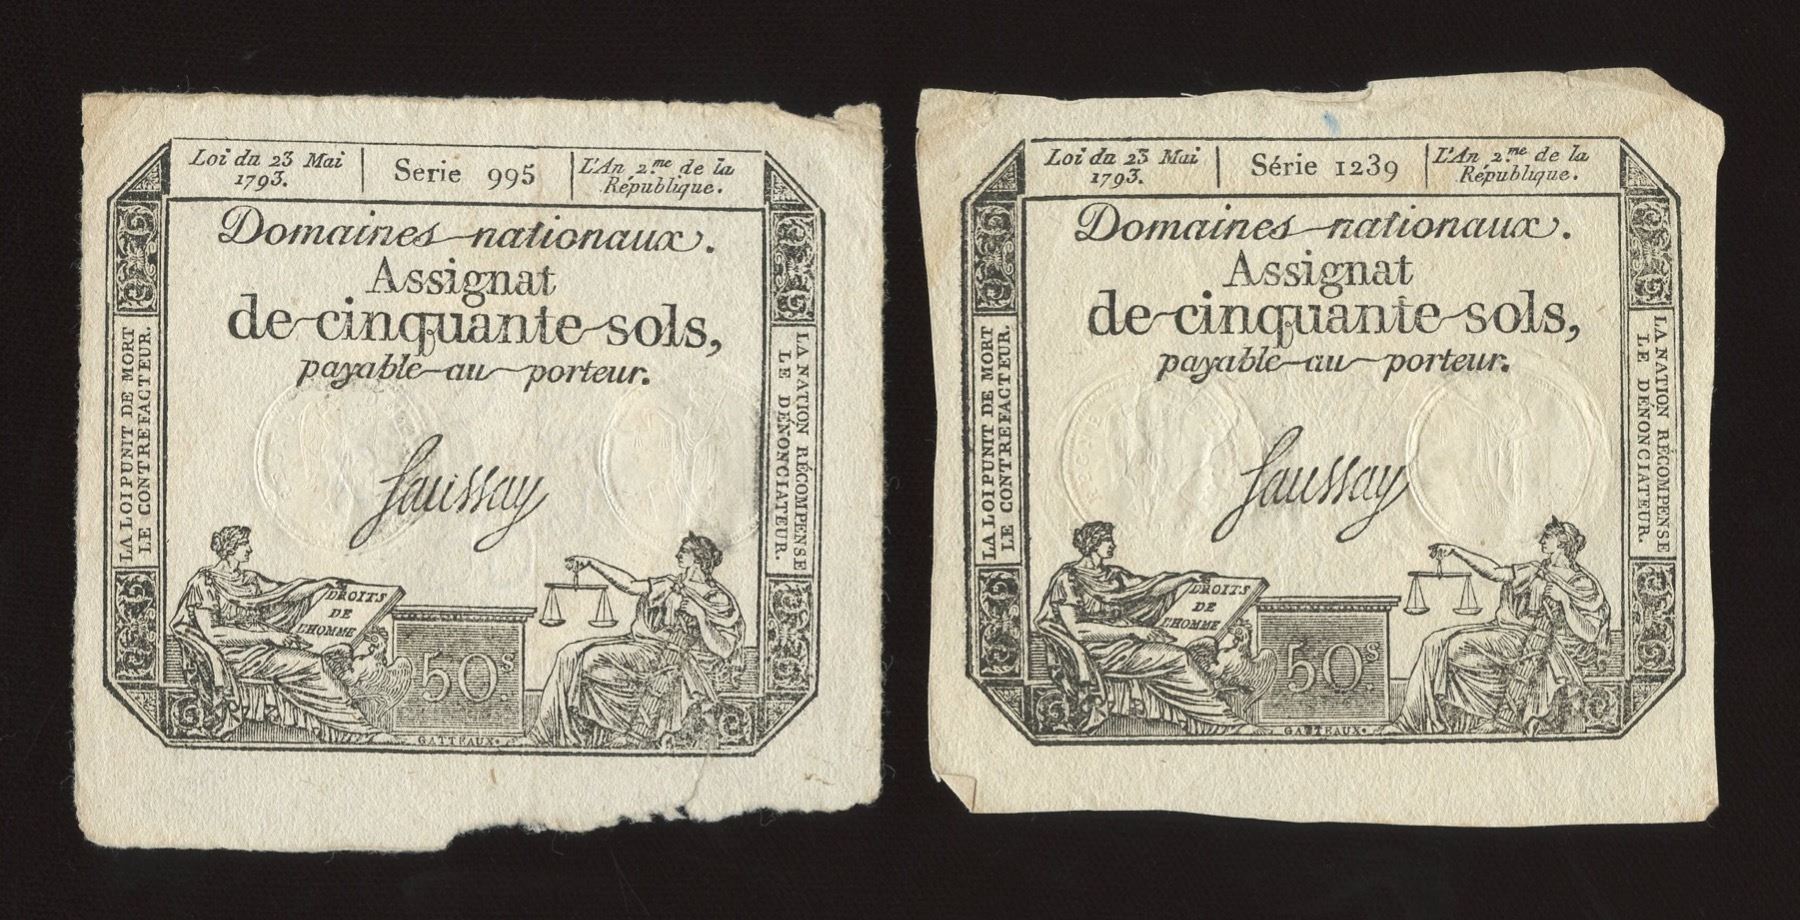 Loi du 23 Mai
1793.
Serie 995
L'An 2.me de la
République.
Domaines nationaux.
Assignat
de cinquante sols,
payable au porteur.
LA LOI PUNIT DE MORT
LE CONTREFACTEUR.
LA NATION RÉCOMPENSE
LE DÉNONCIATEUR.
Saussay
DROITS
DE
L'HOMME
50s.
GATTEAUX.
Loi du 23 Mai
1793.
Série 1239
L'An 2.me de la
République.
Domaines nationaux.
Assignat
de cinquante sols,
payable au porteur.
LA LOI PUNIT DE MORT
LE CONTREFACTEUR.
LA NATION RÉCOMPENSE
LE DÉNONCIATEUR.
Saussay
DROITS
DE
L'HOMME
50s.
GATTEAUX.